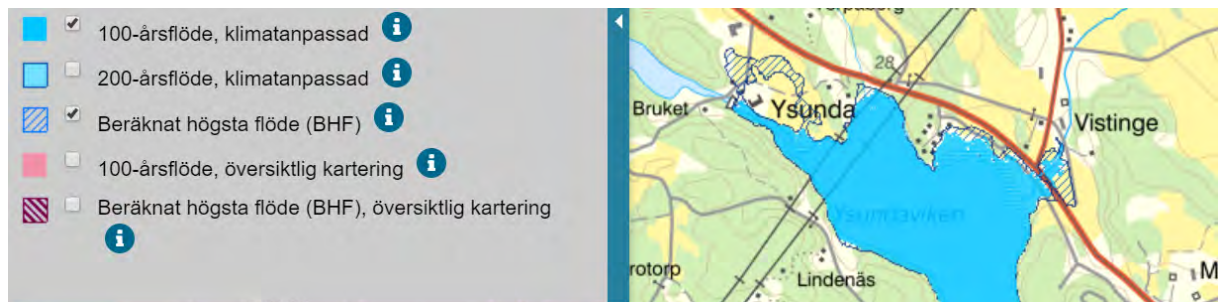 100-årsflöde, klimatanpassad
200-årsflöde, klimatanpassad
Beräknat högsta flöde (BHF)
100-årsflöde, översiktlig kartering
Beräknat högsta flöde (BHF), översiktlig kartering
28
Bruket
Ysunda
Vistinge
Ysundaviken
rotorp
Lindenäs
M